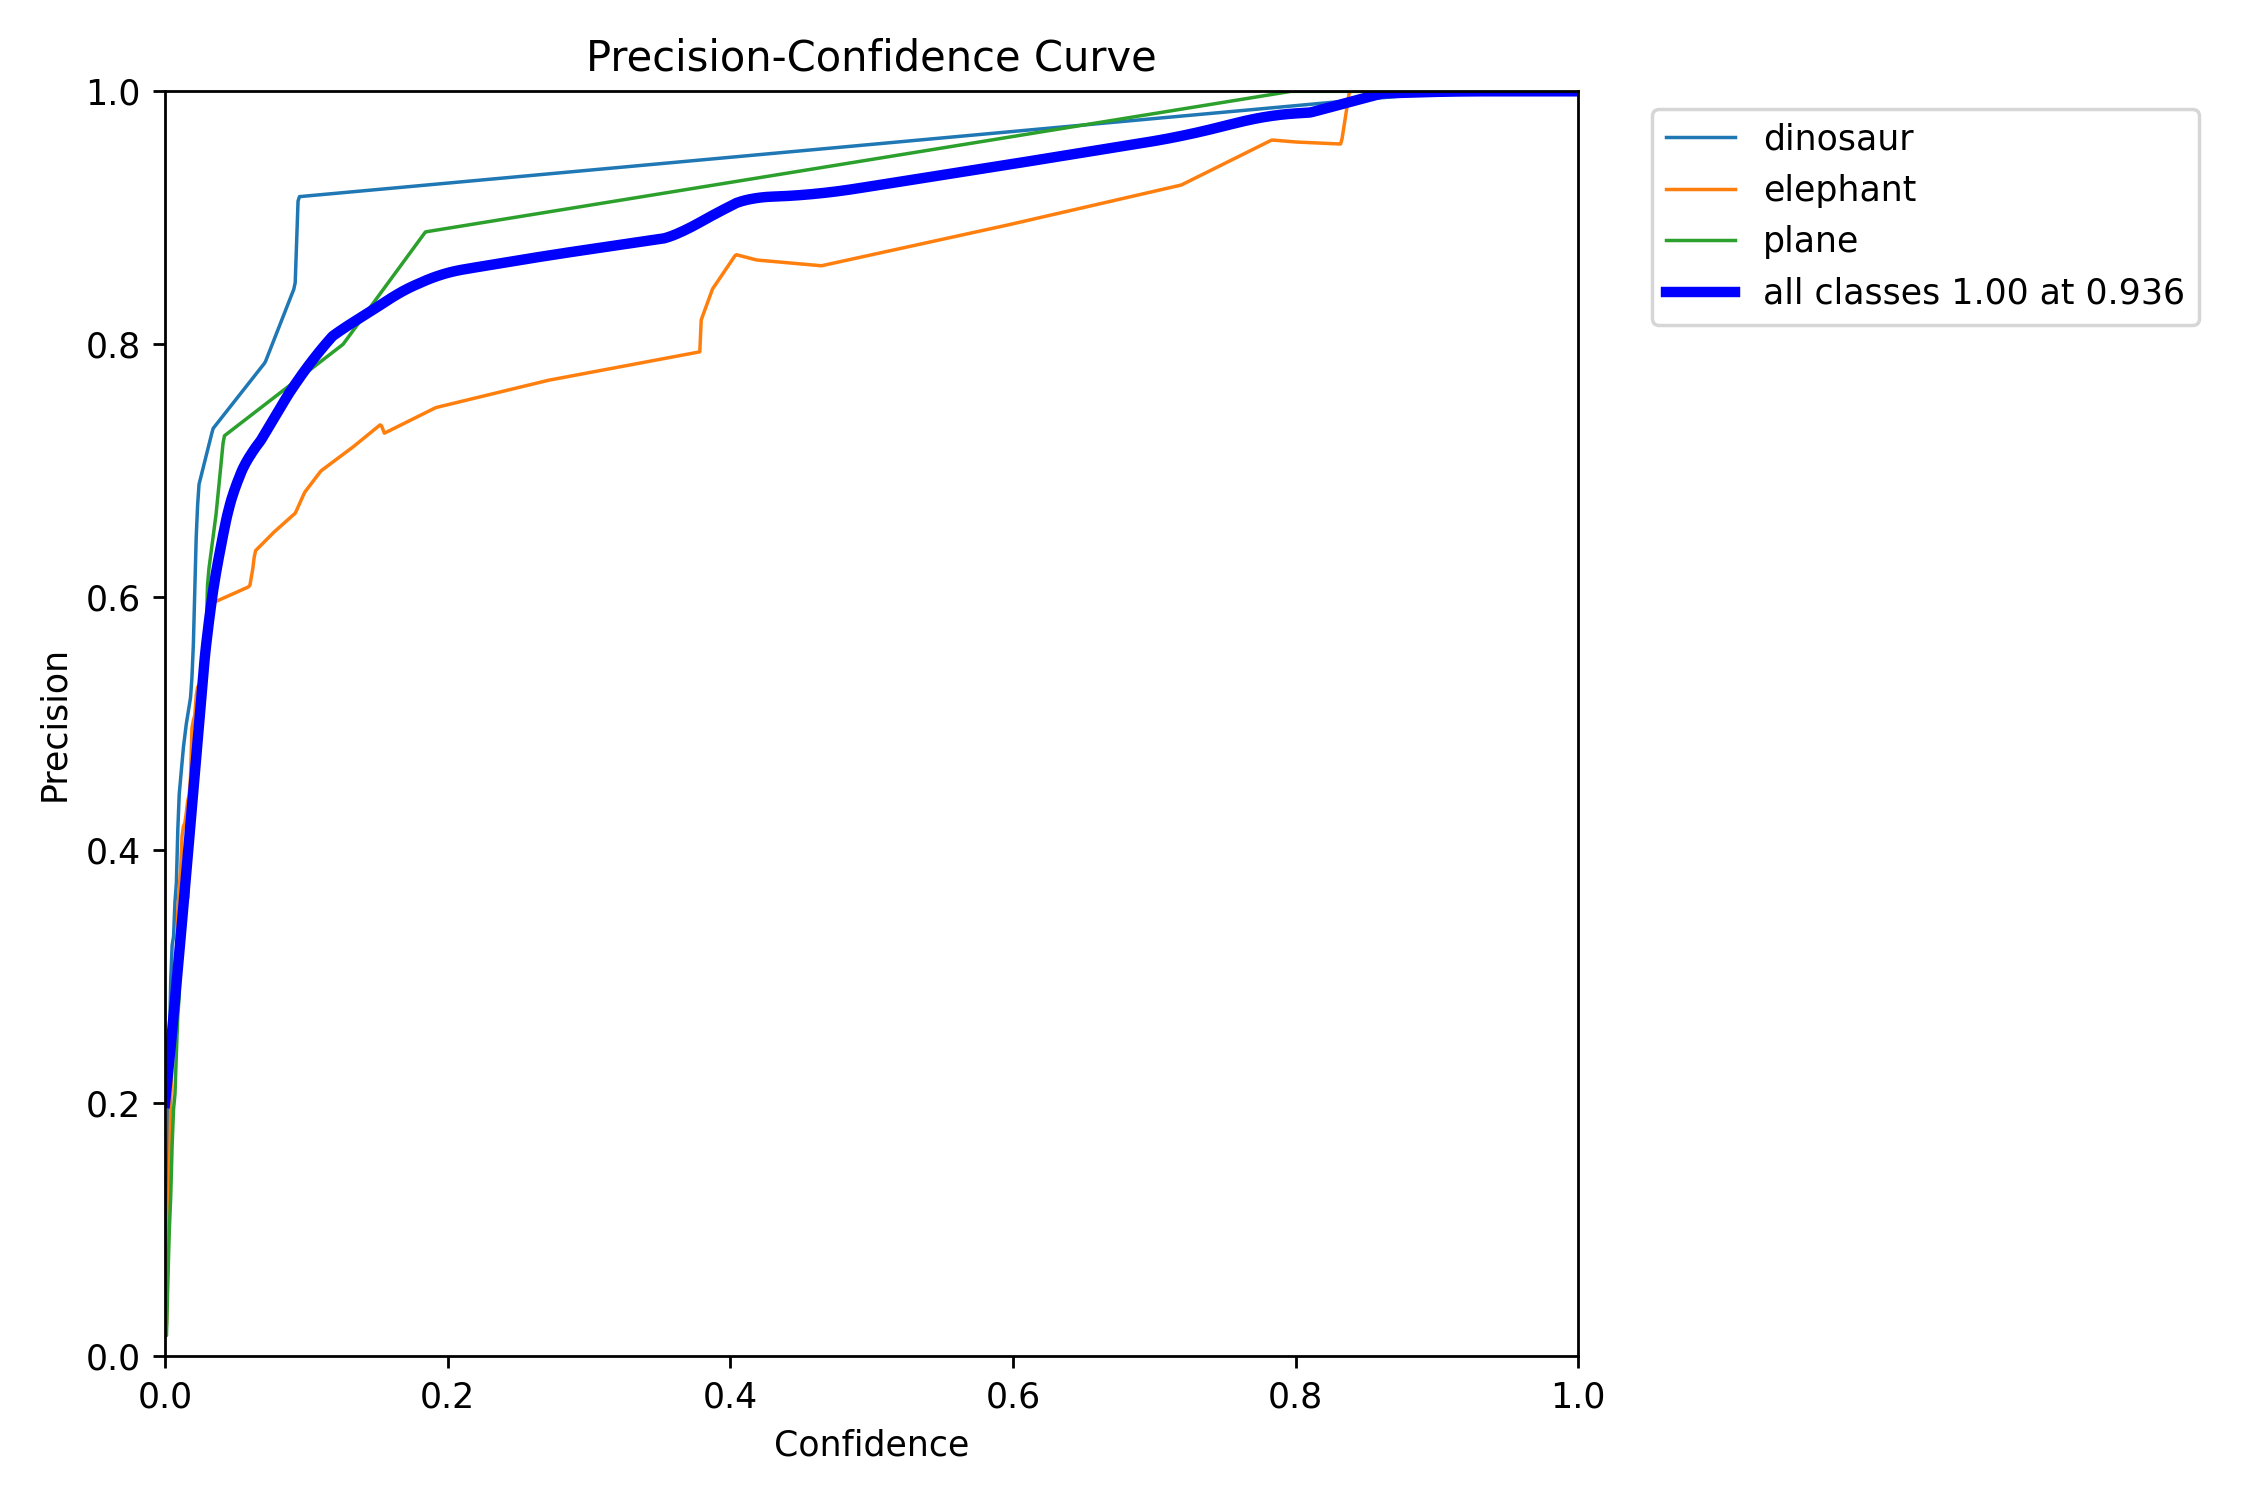 Precision-Confidence Curve
1.0
0.8
0.6
0.4
0.2
0.0
Precision
0.0 0.2 0.4 0.6 0.8 1.0
Confidence
dinosaur
elephant
plane
all classes 1.00 at 0.936